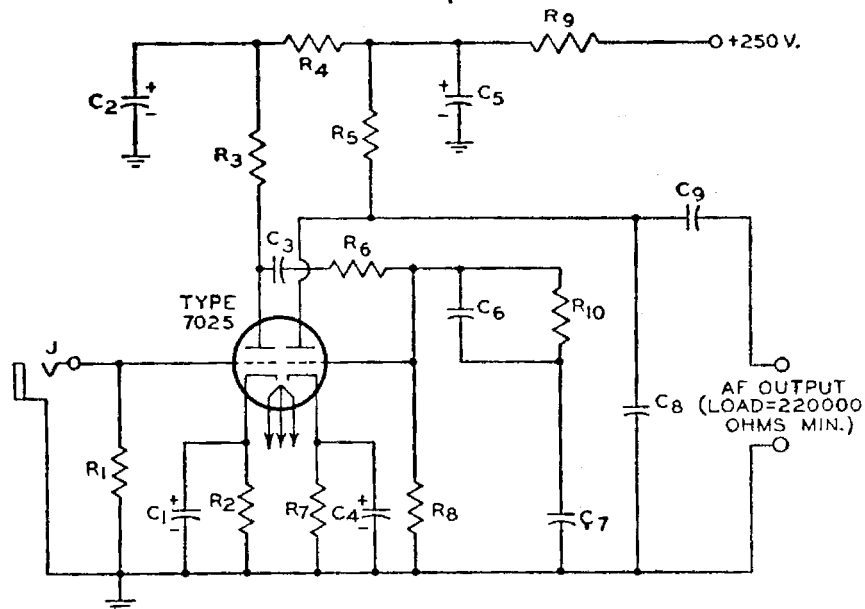 R9
+250 V.
R4
C2
+
-
+
-
C5
R3
R5
C9
C3
R6
TYPE
7025
C6
R10
J
AF OUTPUT
(LOAD=220000
OHMS MIN.)
C8
R1
C1
+
-
R2
R7
C4
+
-
R8
C7